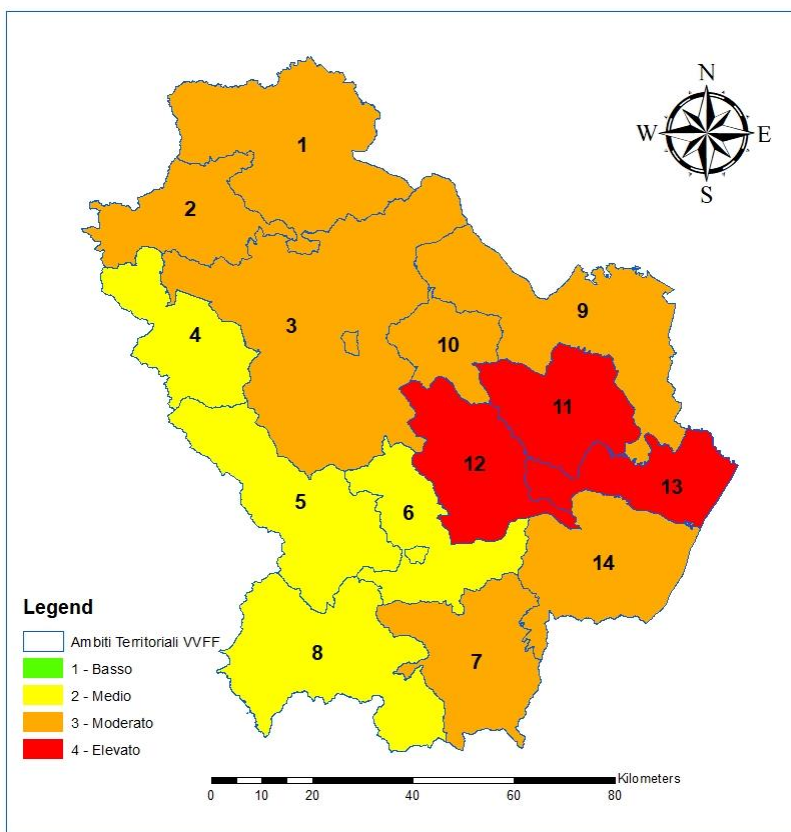 N
W E
S
1
2
3
4
9
10
11
12
13
5
6
14
8
7
Legend
Ambiti Territoriali VVFF
1 - Basso
2 - Medio
3 - Moderato
4 - Elevato
Kilometers
0 10 20 40 60 80